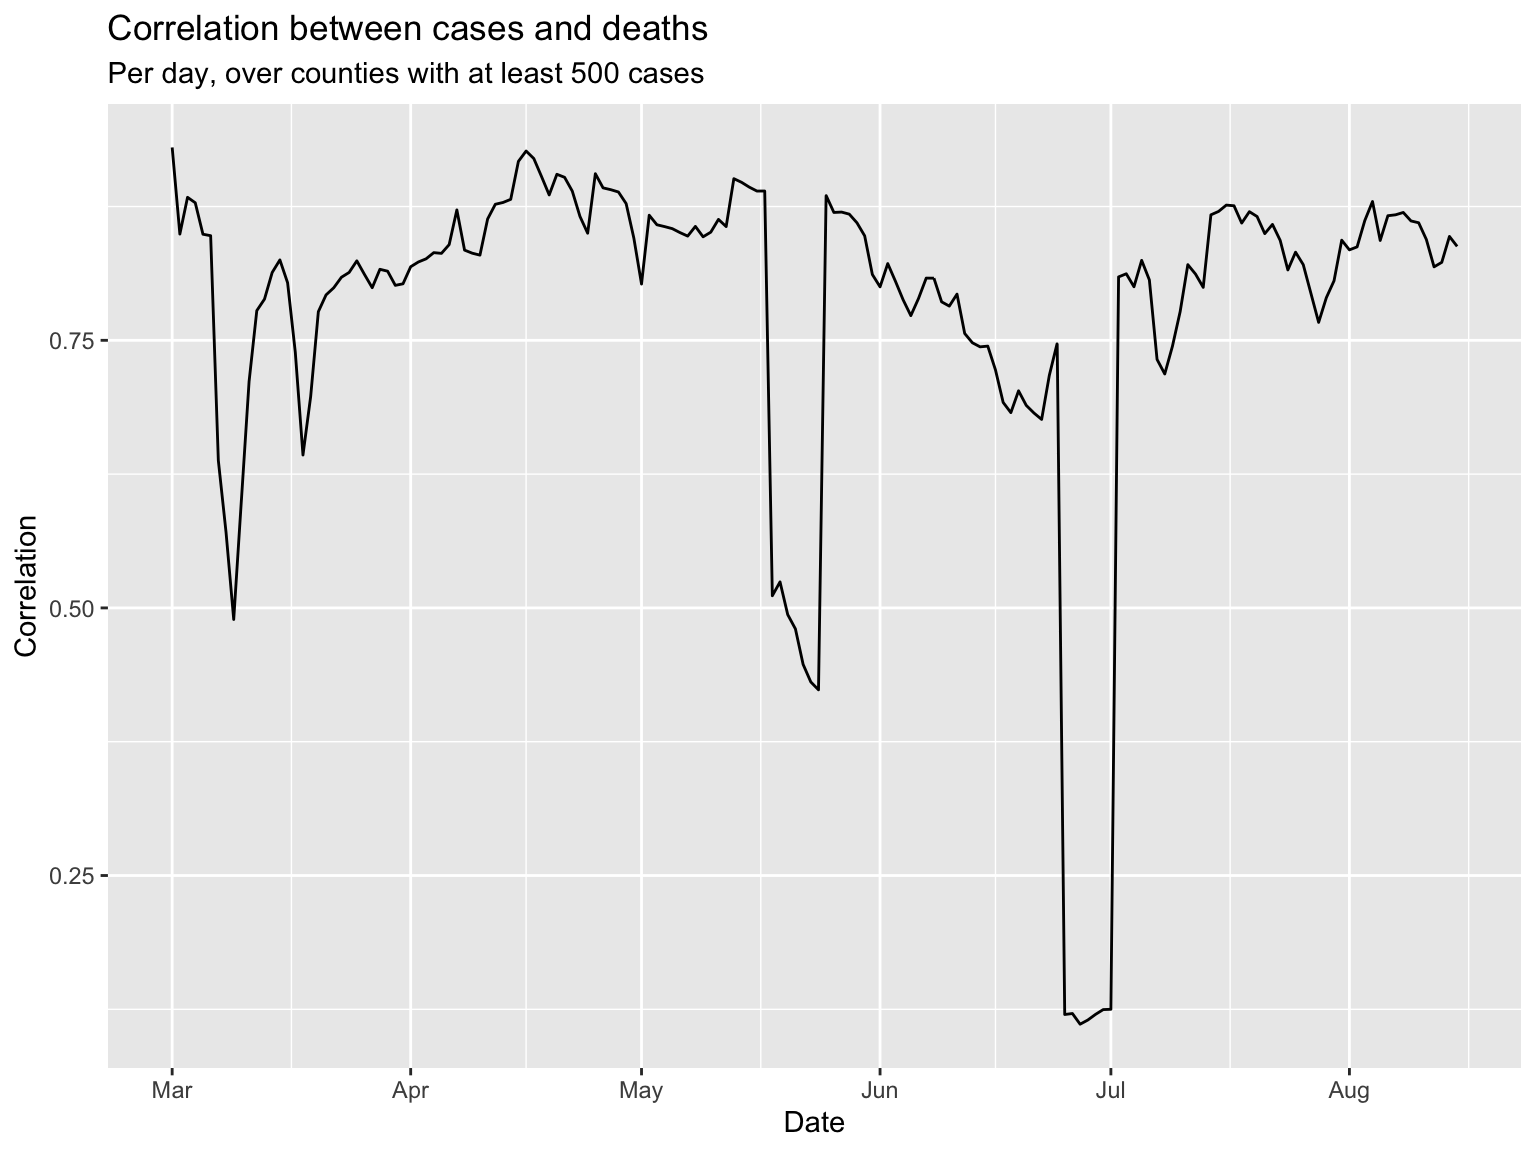 Correlation between cases and deaths
Per day, over counties with at least 500 cases
Correlation
0.75
0.50
0.25
Mar Apr May Jun Jul Aug
Date